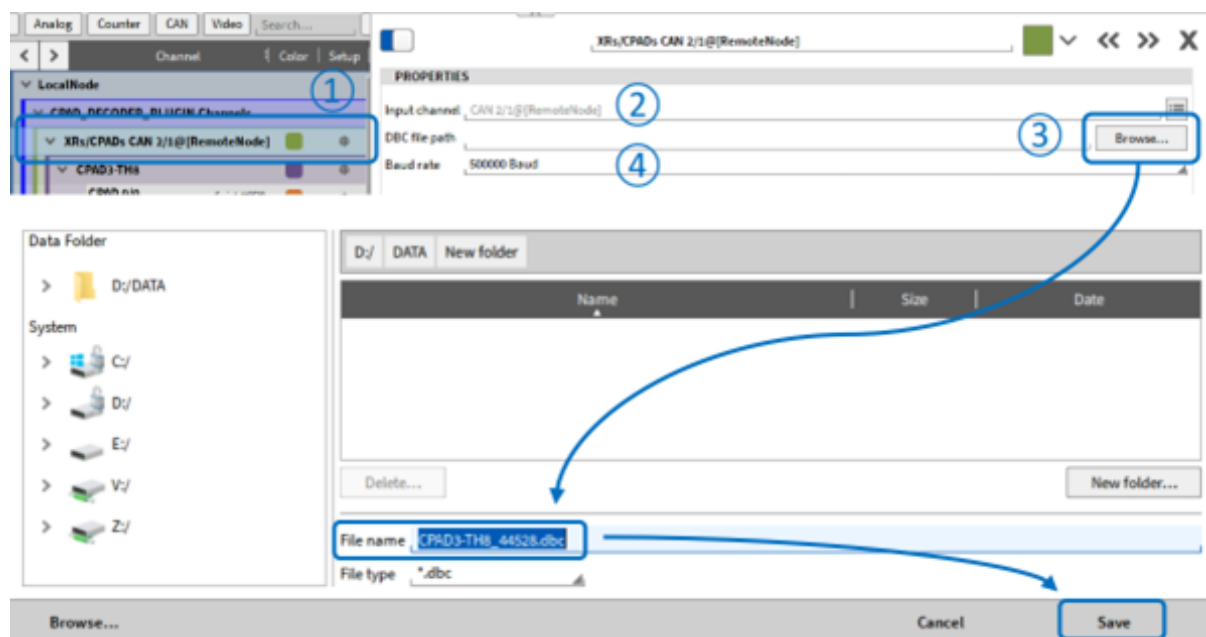 Analog Counter CAN Video Search...
Channel Color Setup
LocalNode
CPAD_DECODER_PLUGIN Channels
XRs/CPADs CAN 2/1@[RemoteNode]
CPAD3-TH8
①
XRs/CPADs CAN 2/1@[RemoteNode]
PROPERTIES
Input channel CAN 2/1@[RemoteNode] ②
DBC file path ③ Browse...
Baud rate 500000 Baud ④
Data Folder
D:/DATA
System
C:/
D:/
E:/
V:/
Z:/
D:/ DATA New folder
Name Size Date
Delete... New folder...
File name CPAD3-TH8_44528.dbc
File type *.dbc
Browse... Cancel Save